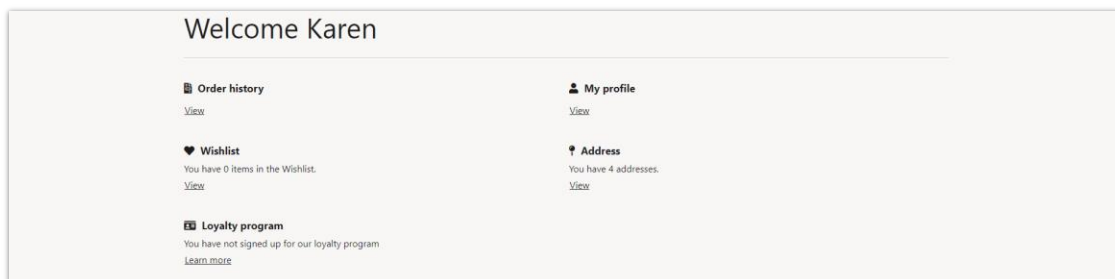 Welcome Karen
Order history
View
My profile
View
Wishlist
You have 0 items in the Wishlist.
View
Address
You have 4 addresses.
View
Loyalty program
You have not signed up for our loyalty program
Learn more